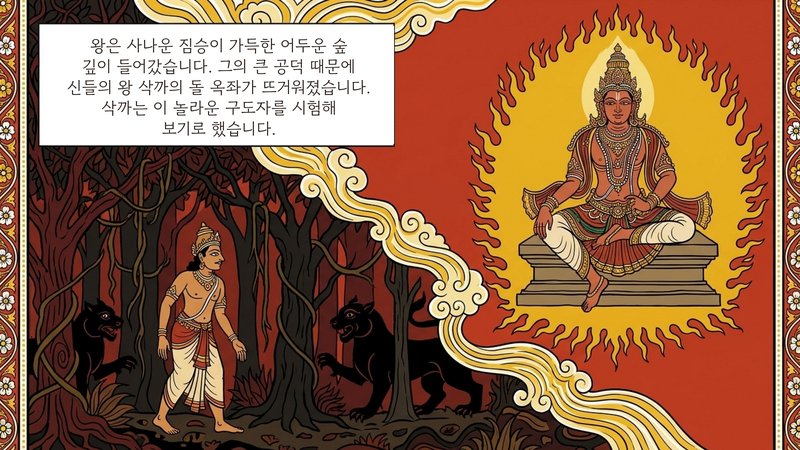 왕은 사나운 짐승이 가득한 어두운 숲
깊이 들어갔습니다. 그의 큰 공덕 때문에
신들의 왕 삭까의 돌 옥좌가 뜨거워졌습니다.
삭까는 이 놀라운 구도자를 시험해
보기로 했습니다.